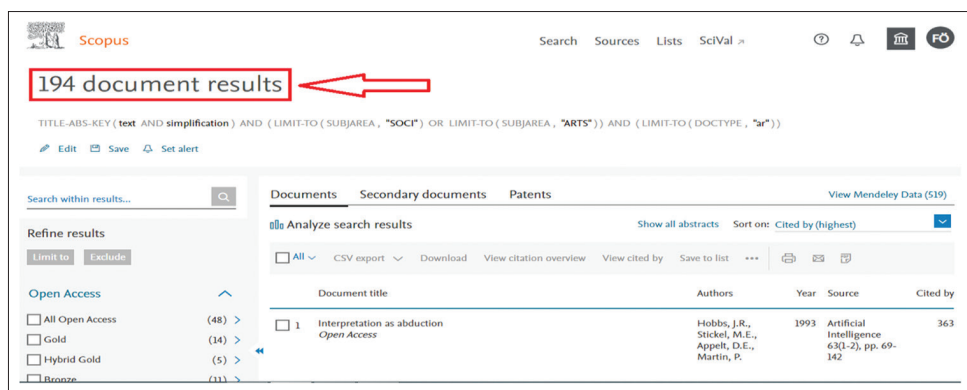 Scopus
Search Sources Lists SciVal ↗ FÖ
194 document results
TITLE-ABS-KEY ( text AND simplification ) AND ( LIMIT-TO ( SUBJAREA , "SOCI" ) OR LIMIT-TO ( SUBJAREA , "ARTS" ) ) AND ( LIMIT-TO ( DOCTYPE , "ar" ) )
Edit Save Set alert
Search within results...
Refine results
Limit to Exclude
Open Access
All Open Access (48) >
Gold (14) >
Hybrid Gold (5) >
Bronze (11) >
Documents Secondary documents Patents View Mendeley Data (519)
Analyze search results Show all abstracts Sort on: Cited by (highest)
All CSV export Download View citation overview View cited by Save to list •••
Document title Authors Year Source Cited by
1 Interpretation as abduction Hobbs, J.R., 1993 Artificial 363
Open Access Stickel, M.E., Intelligence
Appelt, D.E., 63(1-2), pp. 69-
Martin, P. 142